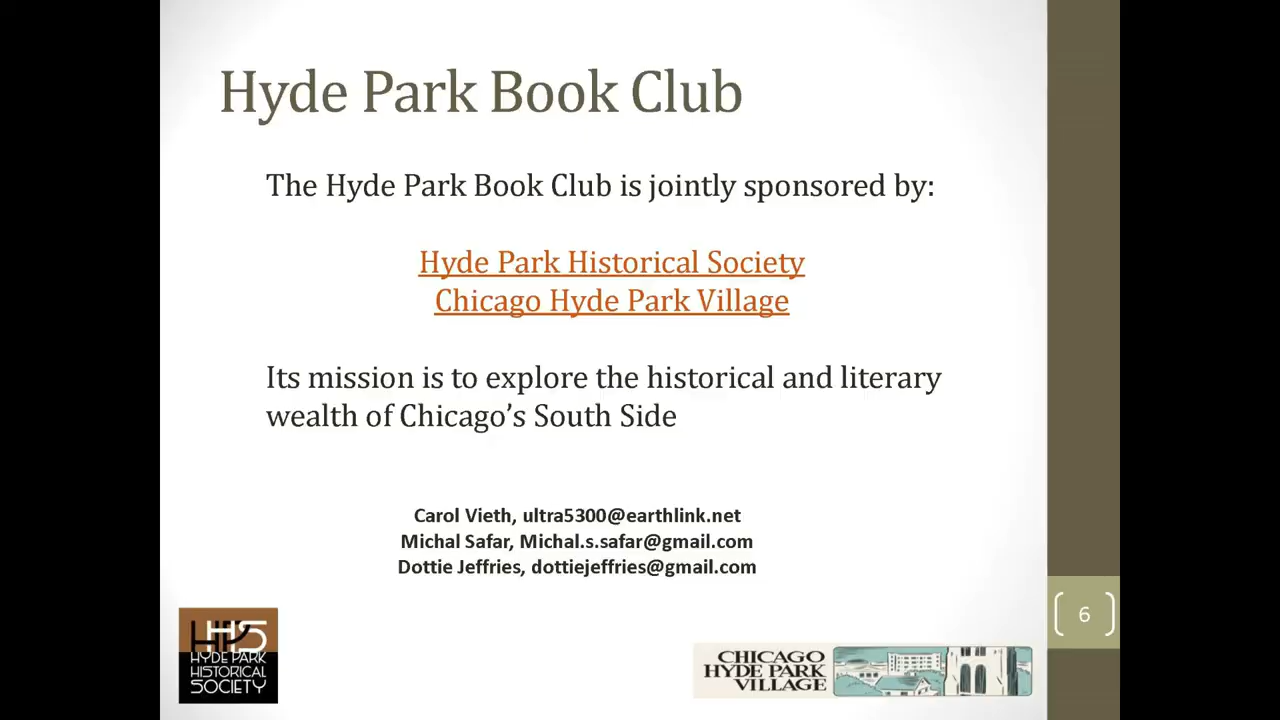 Hyde Park Book Club
The Hyde Park Book Club is jointly sponsored by:
Hyde Park Historical Society
Chicago Hyde Park Village
Its mission is to explore the historical and literary
wealth of Chicago’s South Side
Carol Vieth, ultra5300@earthlink.net
Michal Safar, Michal.s.safar@gmail.com
Dottie Jeffries, dottiejeffries@gmail.com
6
HPHS
HYDE PARK
HISTORICAL
SOCIETY
CHICAGO
HYDE PARK
VILLAGE